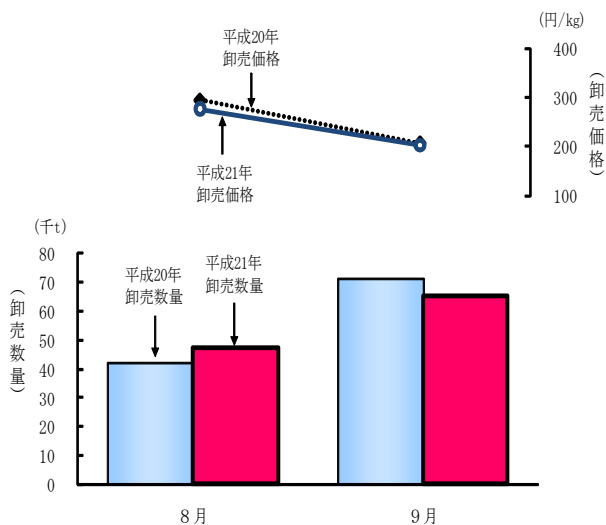 (円/kg)
平成20年
卸売価格
400
300
200
100
（卸売価格）
平成21年
卸売価格
(千t)
80
70
60
50
40
30
20
10
0
（卸売数量）
平成20年
卸売数量
平成21年
卸売数量
8月
9月